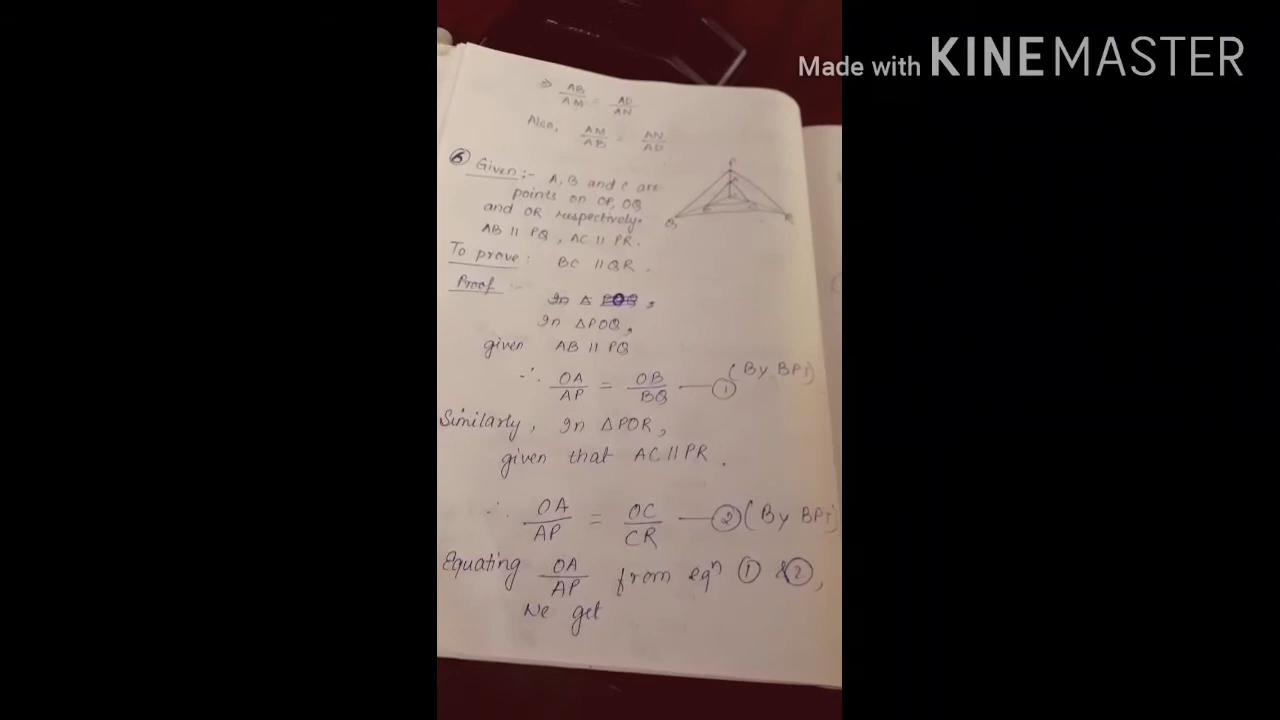 Made with KINEMASTER
⇒ AB/AM = AD/AN
Also, AM/AB = AN/AD
⑥ Given:- A, B and C are
points on OP, OQ
and OR respectively.
AB || PQ, AC || PR.
To prove: BC || QR.
Proof :-
In Δ POQ,
In ΔPOQ,
given AB || PQ
∴ OA/AP = OB/BQ — ① (By BPT)
Similarly, In ΔPOR,
given that AC || PR.
∴ OA/AP = OC/CR — ② (By BPT)
Equating OA/AP from eqⁿ ① & ②,
We get
P
Q
R